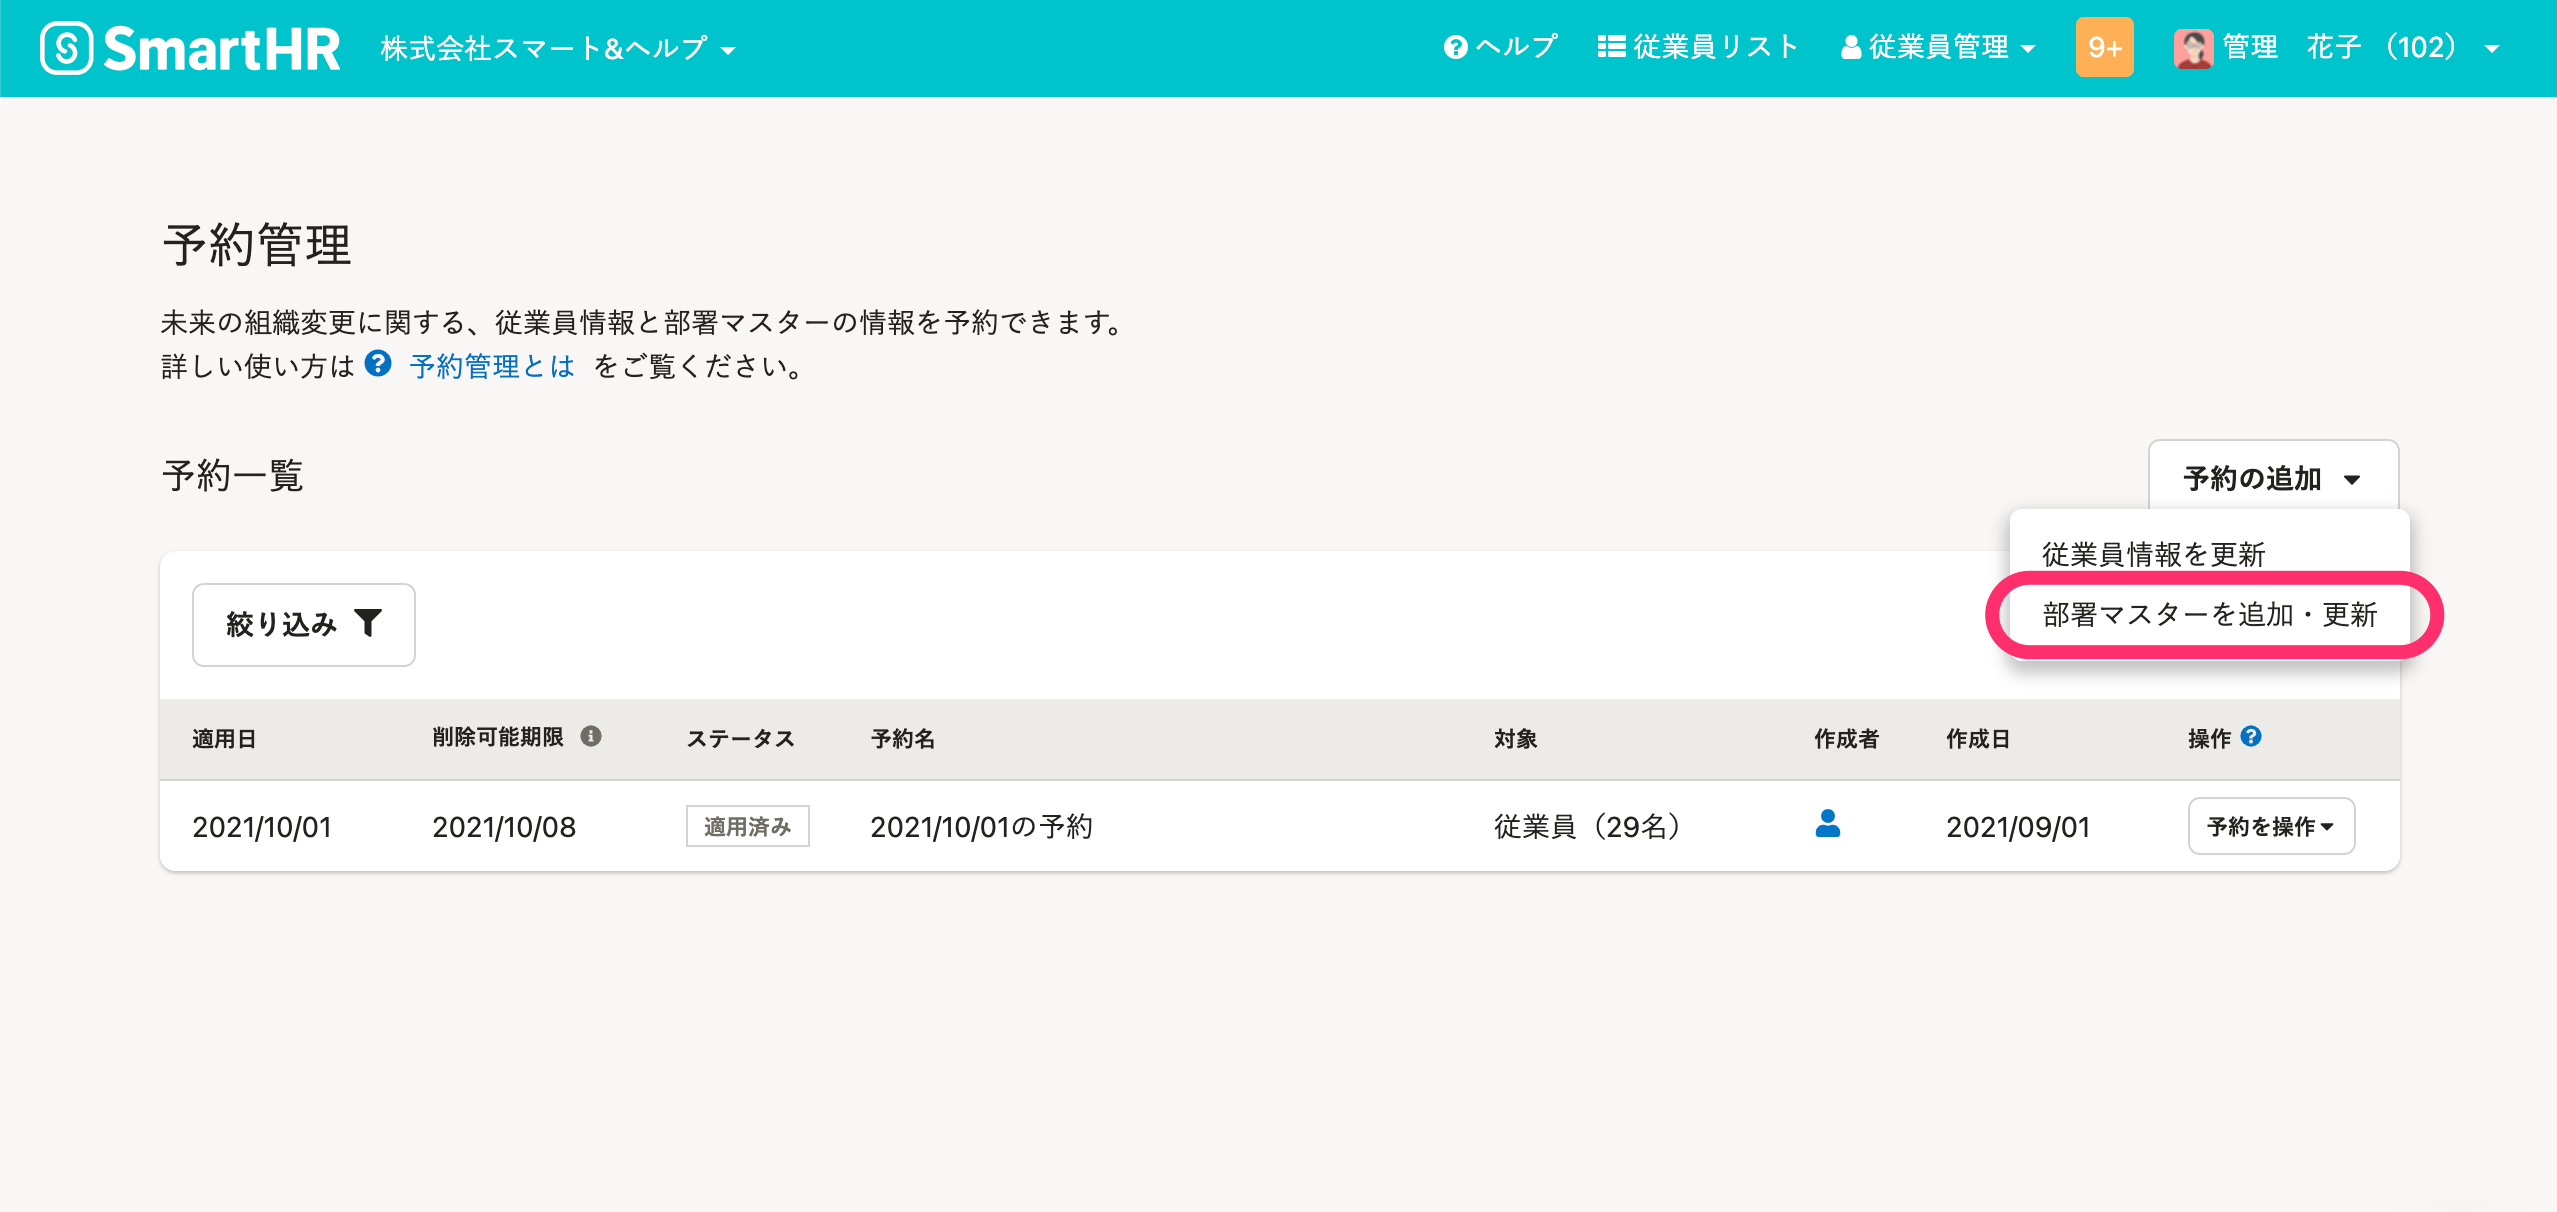 SmartHR 株式会社スマート&ヘルプ ヘルプ 従業員リスト 従業員管理 9+ 管理 花子 （102）
予約管理
未来の組織変更に関する、従業員情報と部署マスターの情報を予約できます。
詳しい使い方は 予約管理とは をご覧ください。
予約一覧
予約の追加
従業員情報を更新
部署マスターを追加・更新
絞り込み
適用日 削除可能期限 ステータス 予約名 対象 作成者 作成日 操作
2021/10/01 2021/10/08 適用済み 2021/10/01の予約 従業員（29名） 2021/09/01 予約を操作